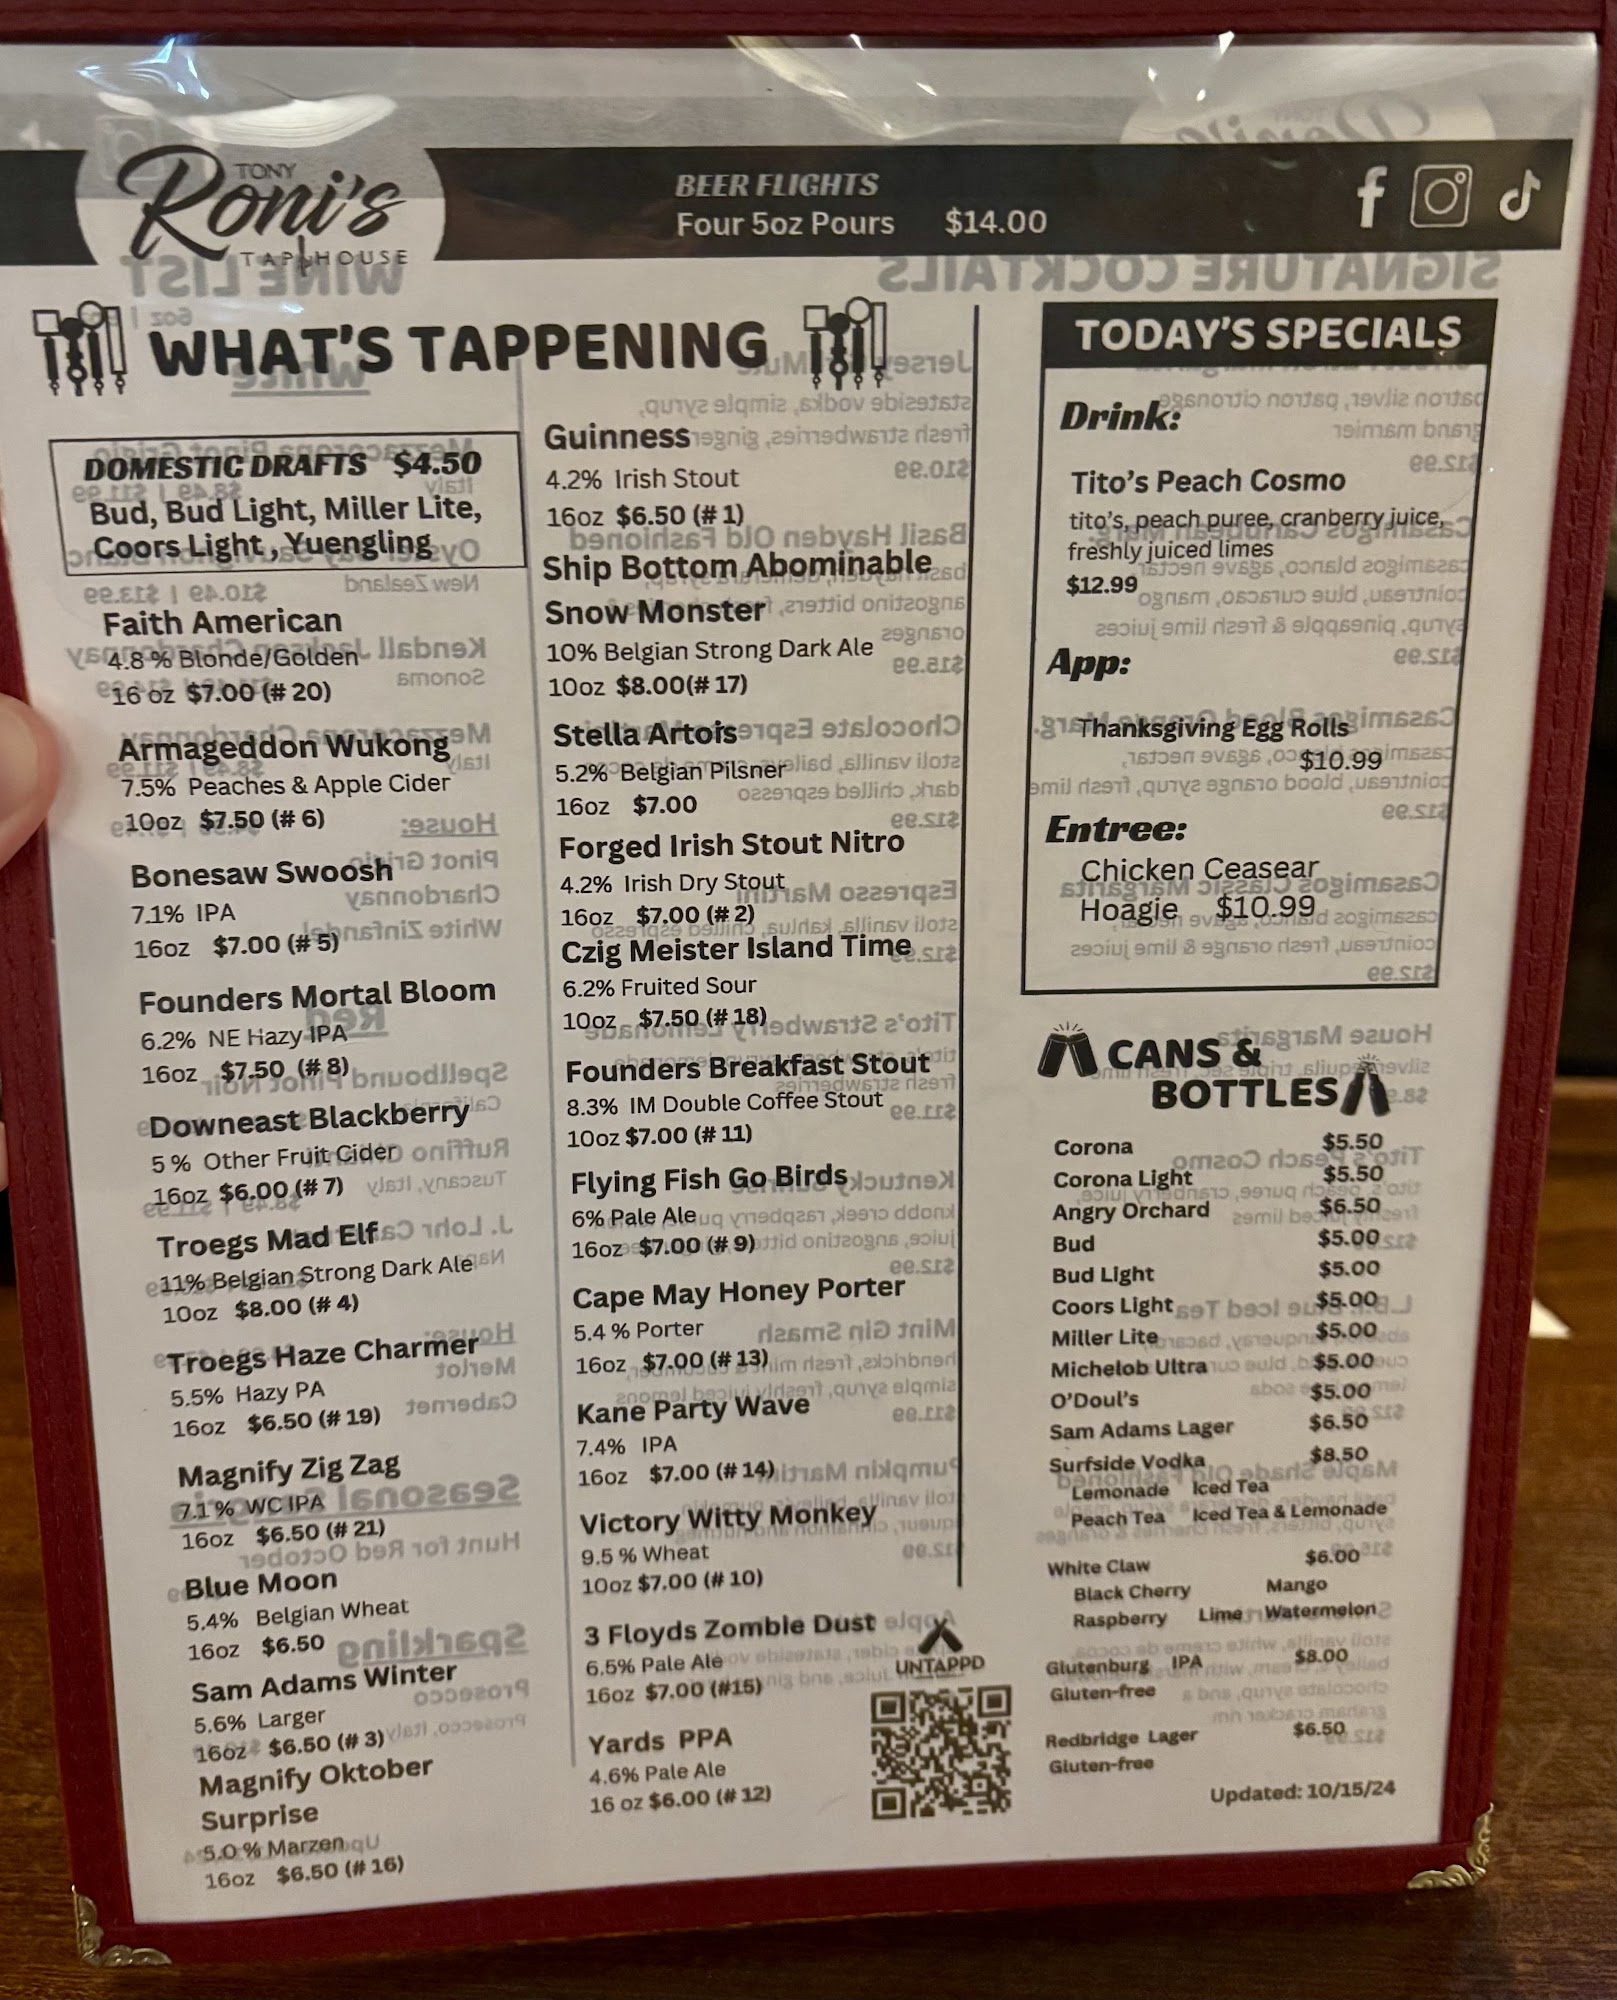 TONY
Roni's
TAP HOUSE
BEER FLIGHTS
Four 5oz Pours $14.00
WHAT'S TAPPENING
DOMESTIC DRAFTS $4.50
Bud, Bud Light, Miller Lite,
Coors Light , Yuengling
Faith American
4.8 % Blonde/Golden
16 oz $7.00 (# 20)
Armageddon Wukong
7.5% Peaches & Apple Cider
10oz $7.50 (# 6)
Bonesaw Swoosh
7.1% IPA
16oz $7.00 (# 5)
Founders Mortal Bloom
6.2% NE Hazy IPA
16oz $7.50 (# 8)
Downeast Blackberry
5 % Other Fruit Cider
16oz $6.00 (# 7)
Troegs Mad Elf
11% Belgian Strong Dark Ale
10oz $8.00 (# 4)
Troegs Haze Charmer
5.5% Hazy PA
16oz $6.50 (# 19)
Magnify Zig Zag
7.1 % WC IPA
16oz $6.50 (# 21)
Blue Moon
5.4% Belgian Wheat
16oz $6.50
Sam Adams Winter
5.6% Larger
16oz $6.50 (# 3)
Magnify Oktober
Surprise
5.0 % Marzen
16oz $6.50 (# 16)
Guinness
4.2% Irish Stout
16oz $6.50 (# 1)
Ship Bottom Abominable
Snow Monster
10% Belgian Strong Dark Ale
10oz $8.00(# 17)
Stella Artois
5.2% Belgian Pilsner
16oz $7.00
Forged Irish Stout Nitro
4.2% Irish Dry Stout
16oz $7.00 (# 2)
Czig Meister Island Time
6.2% Fruited Sour
10oz $7.50 (# 18)
Founders Breakfast Stout
8.3% IM Double Coffee Stout
10oz $7.00 (# 11)
Flying Fish Go Birds
6% Pale Ale
16oz $7.00 (# 9)
Cape May Honey Porter
5.4 % Porter
16oz $7.00 (# 13)
Kane Party Wave
7.4% IPA
16oz $7.00 (# 14)
Victory Witty Monkey
9.5 % Wheat
10oz $7.00 (# 10)
3 Floyds Zombie Dust
6.5% Pale Ale
16oz $7.00 (#15)
Yards PPA
4.6% Pale Ale
16 oz $6.00 (# 12)
UNTAPPD
TODAY'S SPECIALS
Drink:
Tito's Peach Cosmo
tito's, peach puree, cranberry juice,
freshly juiced limes
$12.99
App:
Thanksgiving Egg Rolls
$10.99
Entree:
Chicken Ceasear
Hoagie $10.99
CANS &
BOTTLES
Corona $5.50
Corona Light $5.50
Angry Orchard $6.50
Bud $5.00
Bud Light $5.00
Coors Light $5.00
Miller Lite $5.00
Michelob Ultra $5.00
O'Doul's $5.00
Sam Adams Lager $6.50
Surfside Vodka $8.50
Lemonade Iced Tea
Peach Tea Iced Tea & Lemonade
White Claw $6.00
Black Cherry Mango
Raspberry Lime Watermelon
Glutenburg IPA $8.00
Gluten-free
Redbridge Lager $6.50
Gluten-free
Updated: 10/15/24